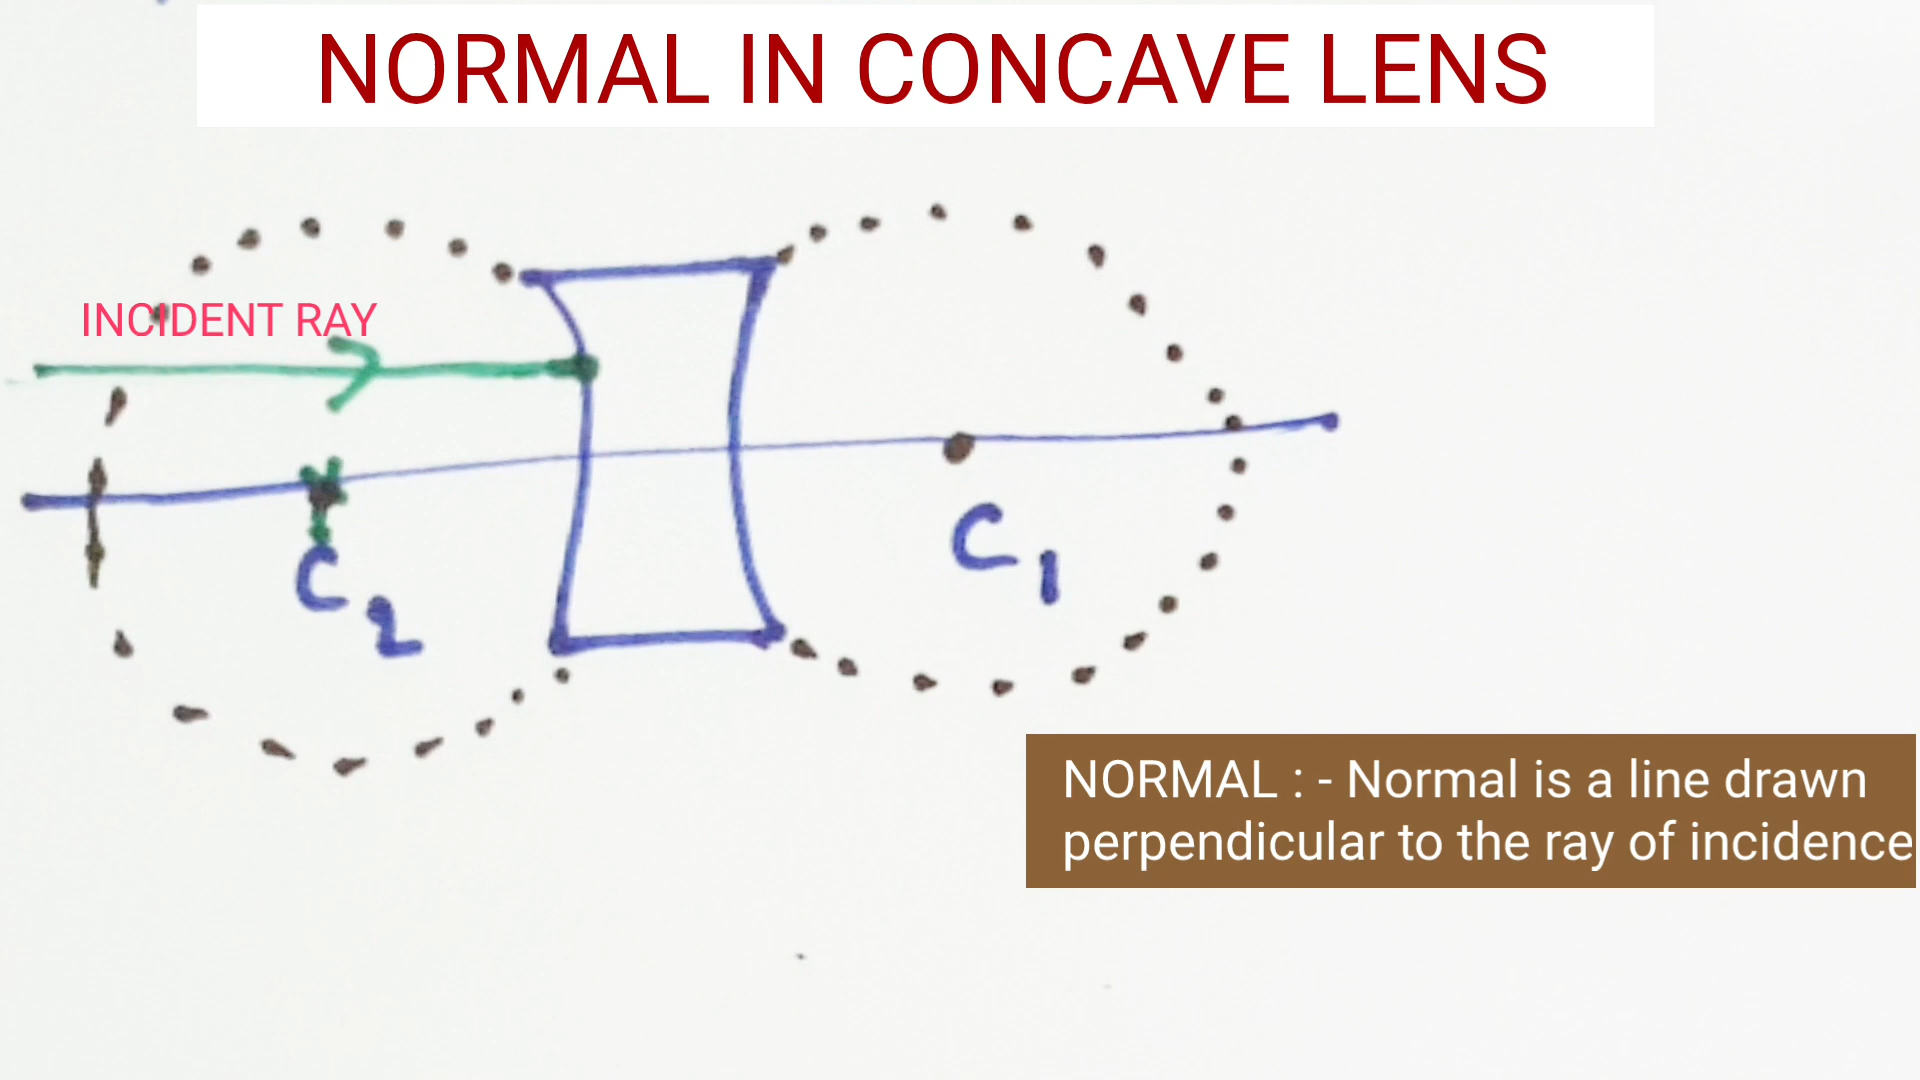 NORMAL IN CONCAVE LENS
INCIDENT RAY
C2
C1
NORMAL : - Normal is a line drawn
perpendicular to the ray of incidence